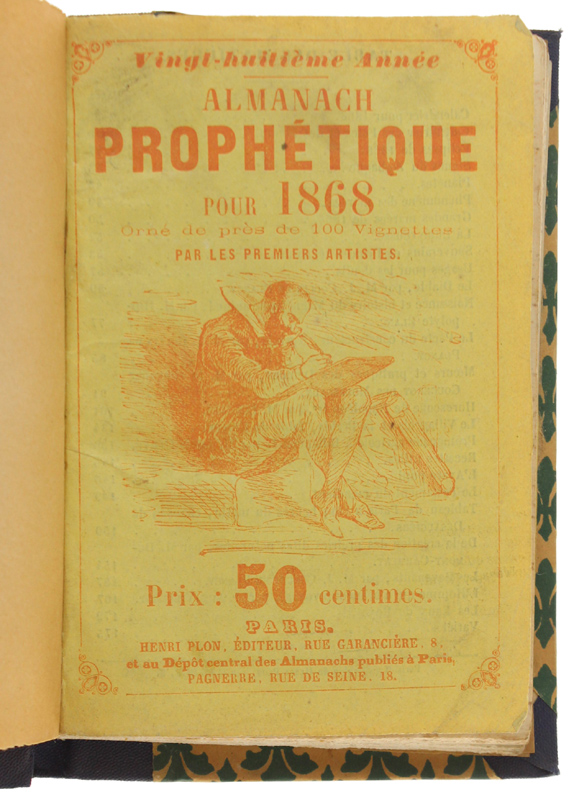 Vingt-huitième Année
ALMANACH
PROPHÉTIQUE
POUR 1868
Orné de près de 100 Vignettes
PAR LES PREMIERS ARTISTES.
Prix : 50 centimes.
PARIS.
HENRI PLON, ÉDITEUR, RUE GARANCIÈRE, 8,
et au Dépôt central des Almanachs publiés à Paris,
PAGNERRE, RUE DE SEINE, 18.